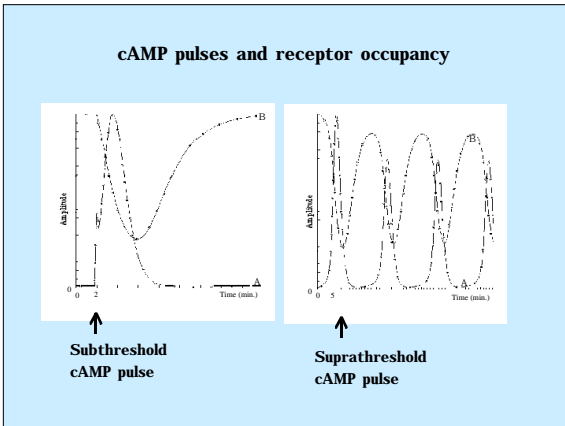 cAMP pulses and receptor occupancy
B
Amplitude
A
0 2 Time (min.)
B
Amplitude
A
0 5 Time (min.)
Subthreshold
cAMP pulse
Suprathreshold
cAMP pulse